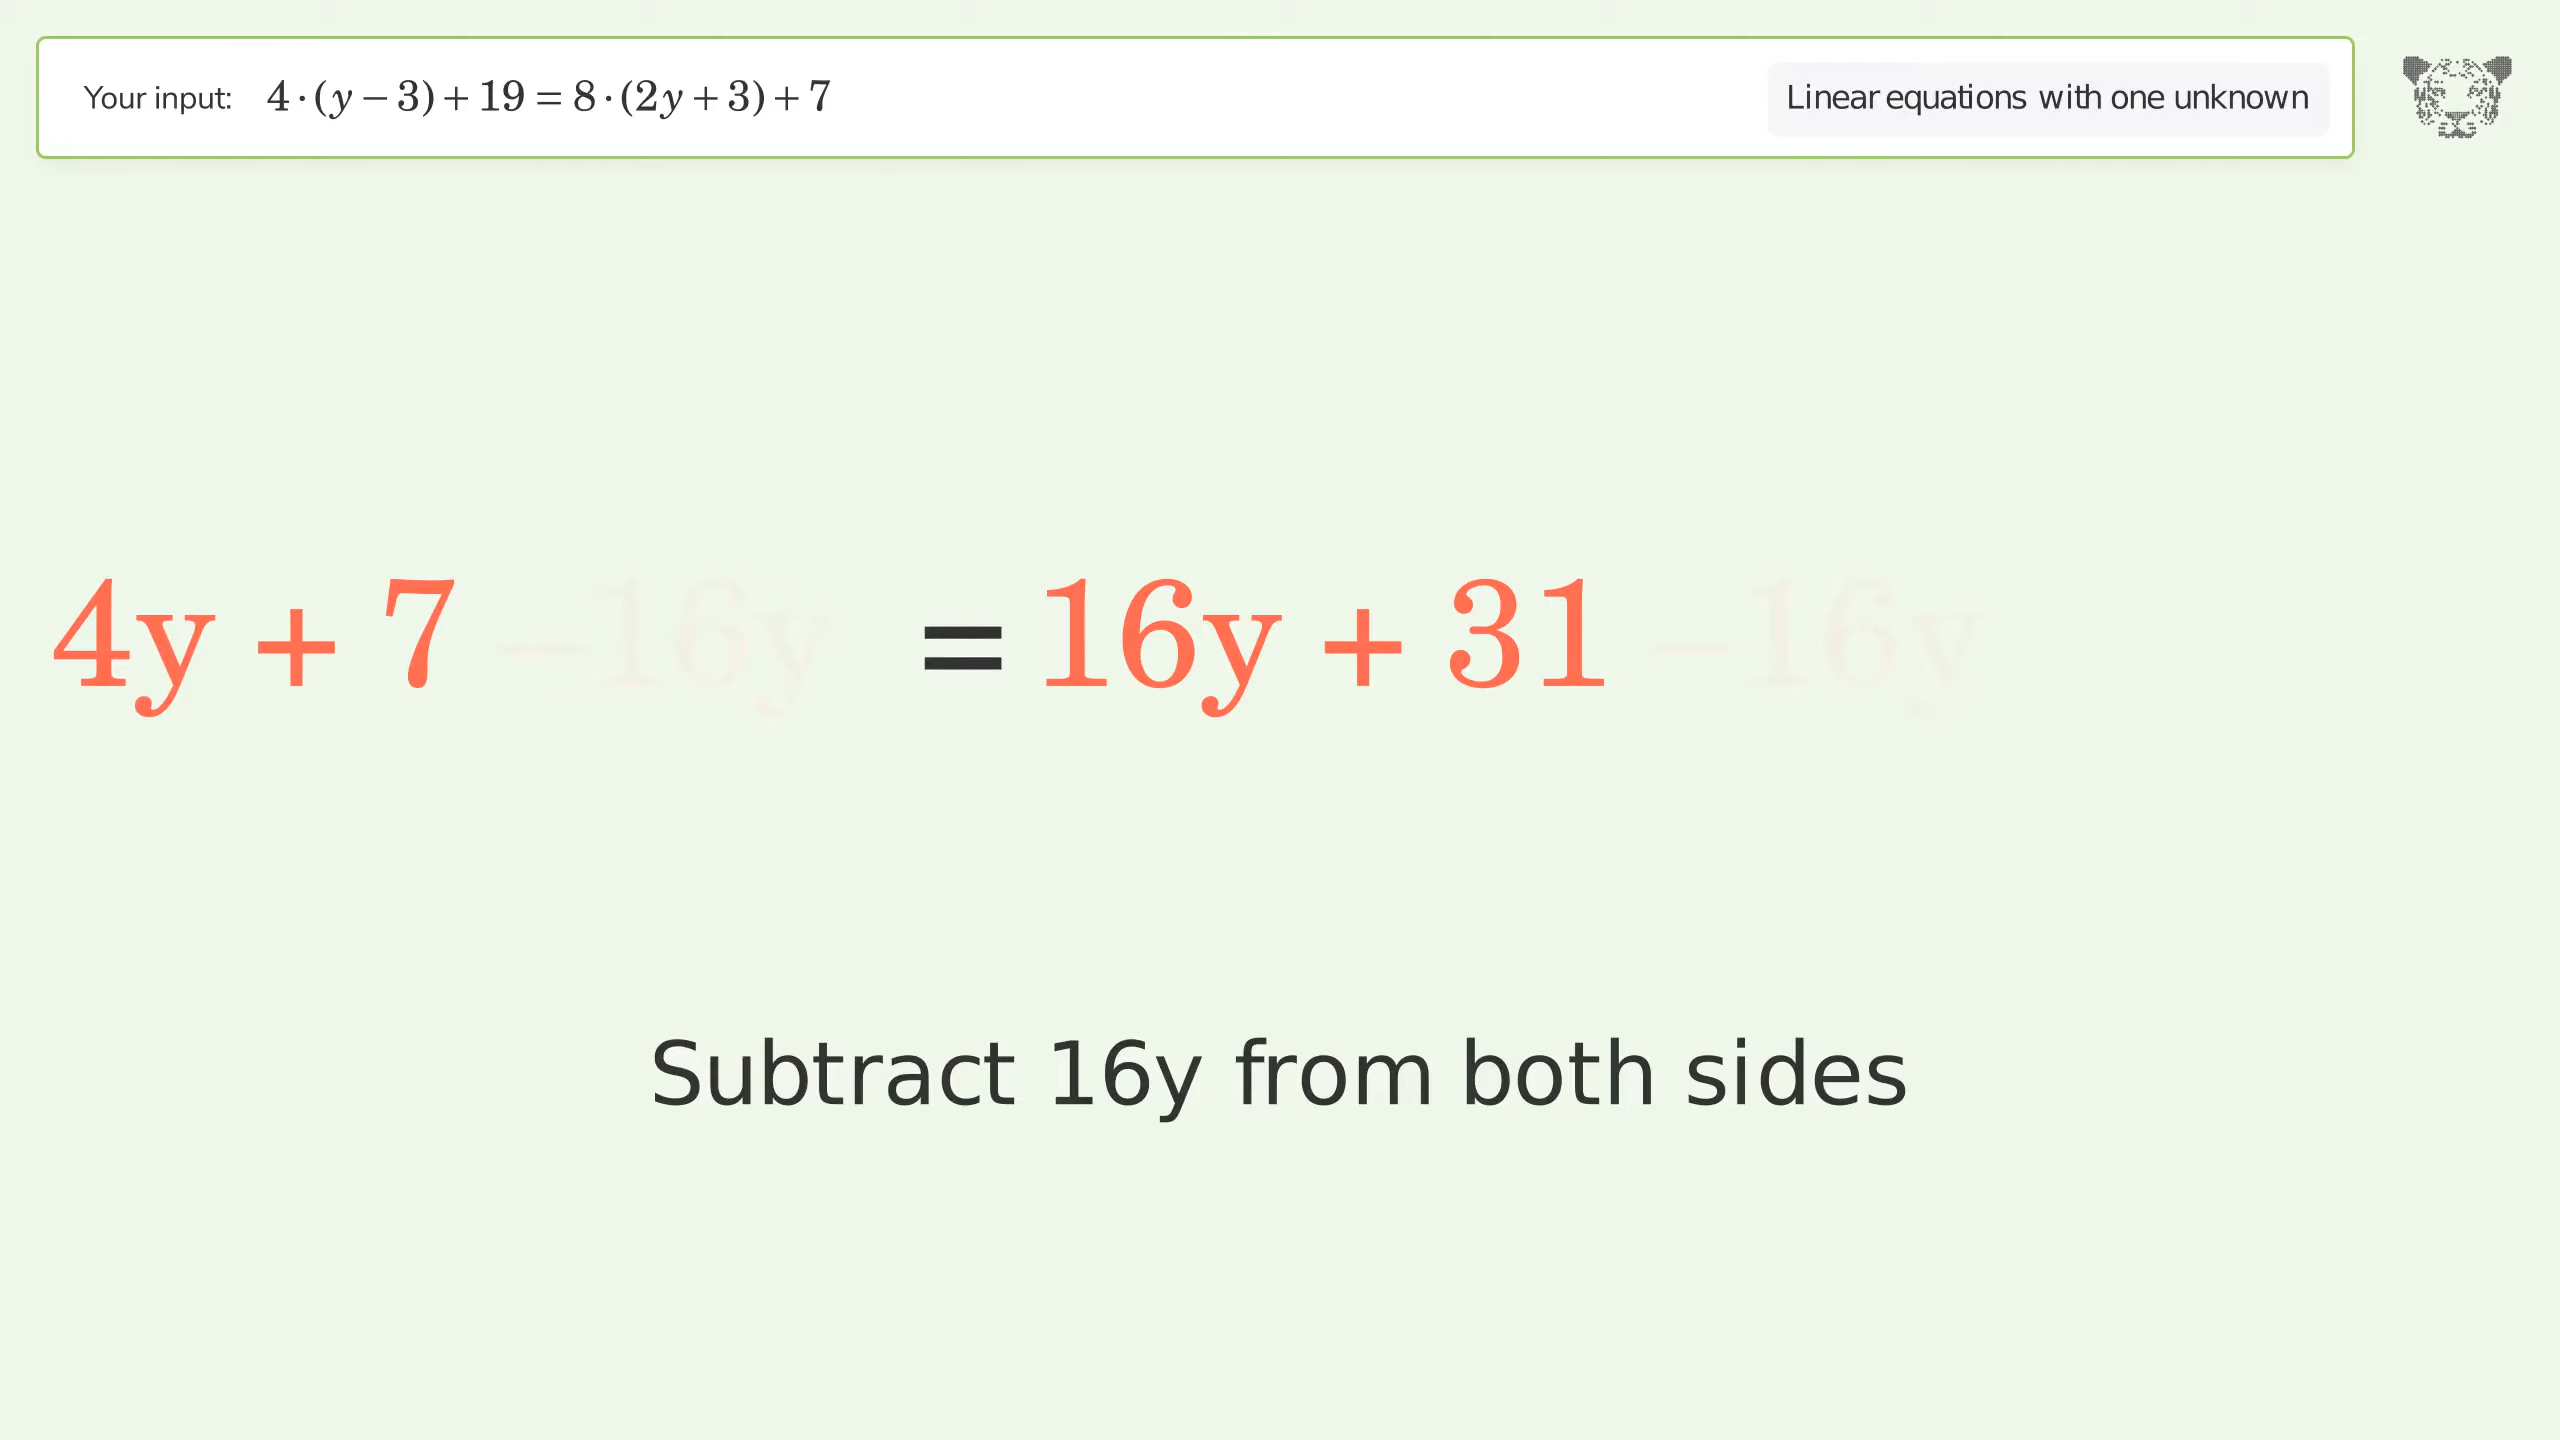 Your input: 4·(y−3)+19=8·(2y+3)+7
Linear equations with one unknown
4y + 7 −16y = 16y + 31 −16y
Subtract 16y from both sides